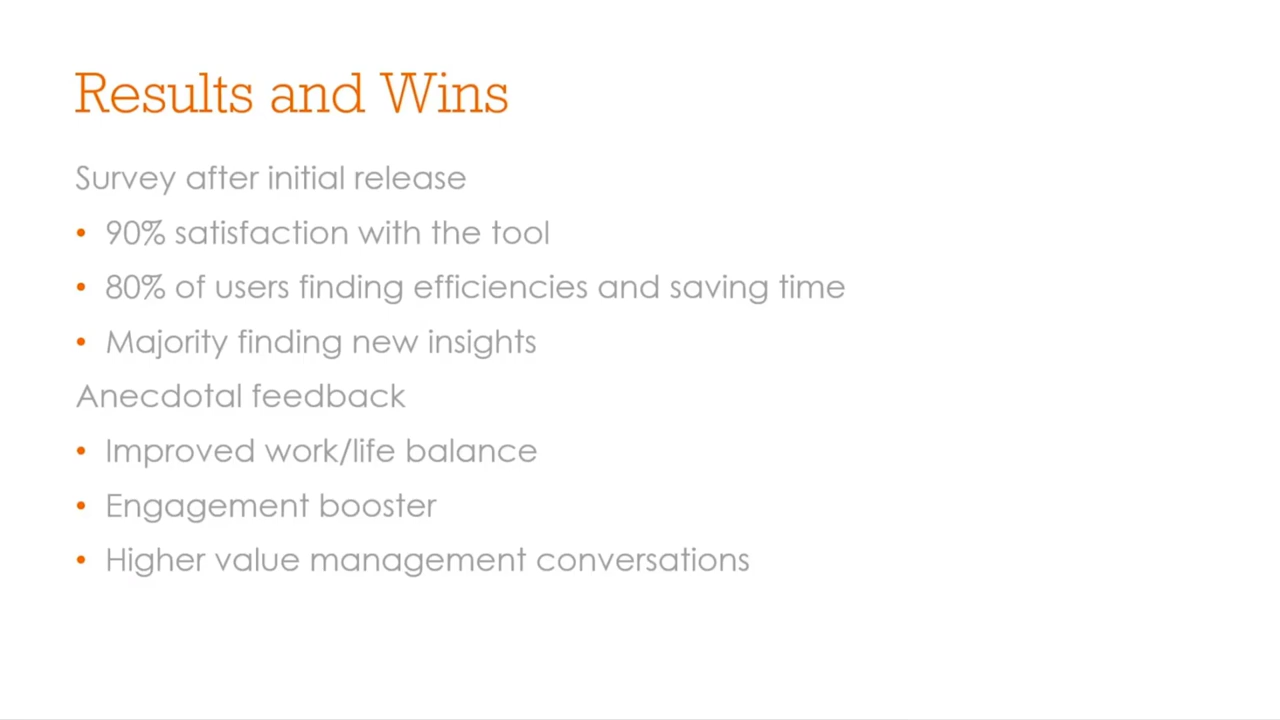 Results and Wins
Survey after initial release
• 90% satisfaction with the tool
• 80% of users finding efficiencies and saving time
• Majority finding new insights
Anecdotal feedback
• Improved work/life balance
• Engagement booster
• Higher value management conversations